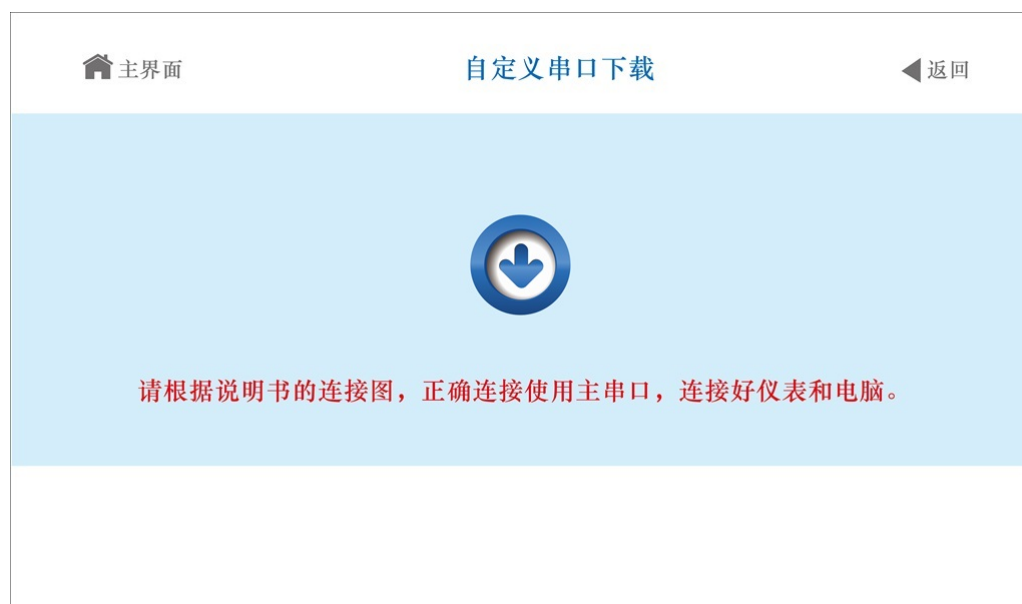 主界面
自定义串口下载
返回
请根据说明书的连接图，正确连接使用主串口，连接好仪表和电脑。